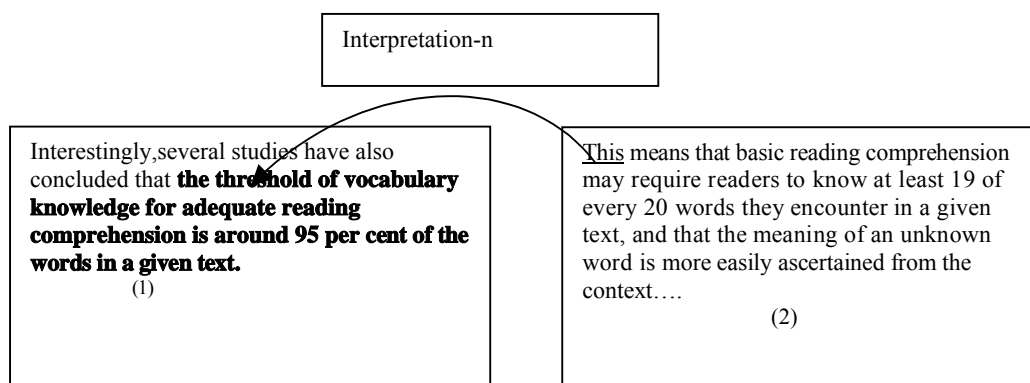 Interpretation-n
Interestingly,several studies have also
concluded that the threshold of vocabulary
knowledge for adequate reading
comprehension is around 95 per cent of the
words in a given text.
(1)
This means that basic reading comprehension
may require readers to know at least 19 of
every 20 words they encounter in a given
text, and that the meaning of an unknown
word is more easily ascertained from the
context….
(2)